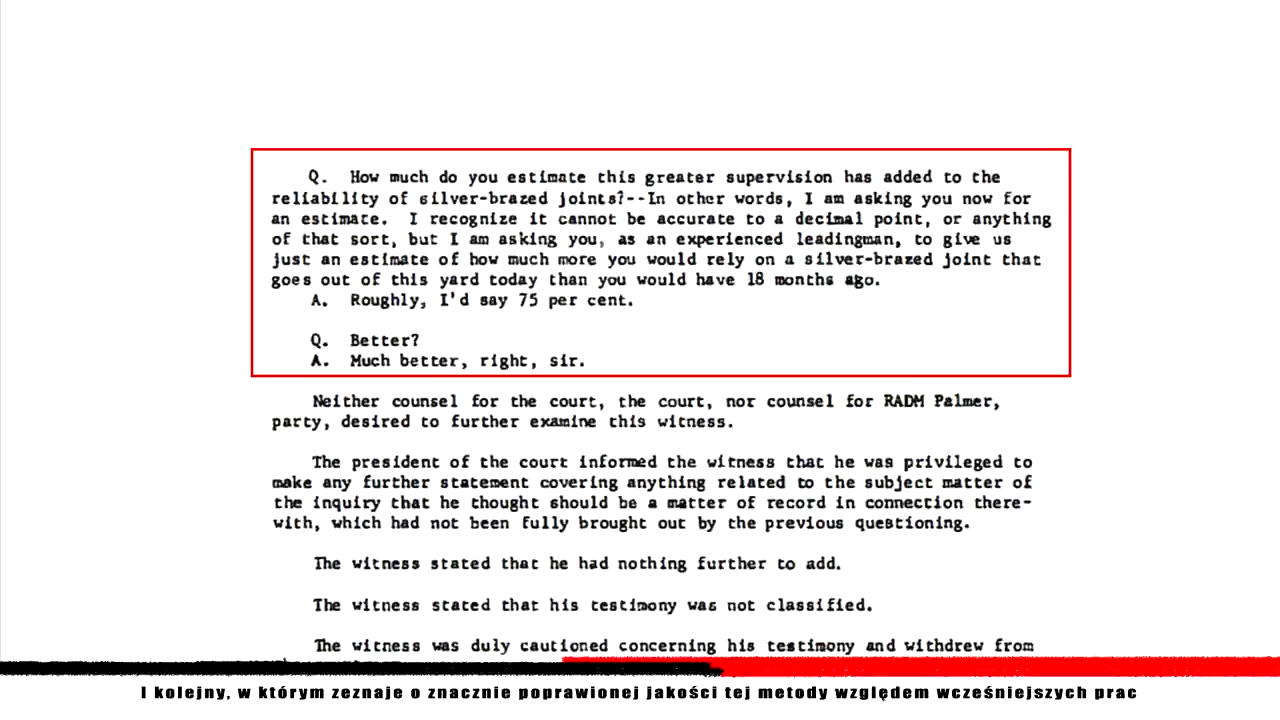 Q. How much do you estimate this greater supervision has added to the
reliability of silver-brazed joints?--In other words, I am asking you now for
an estimate. I recognize it cannot be accurate to a decimal point, or anything
of that sort, but I am asking you, as an experienced leadingman, to give us
just an estimate of how much more you would rely on a silver-brazed joint that
goes out of this yard today than you would have 18 months ago.
A. Roughly, I'd say 75 per cent.
Q. Better?
A. Much better, right, sir.
Neither counsel for the court, the court, nor counsel for RADM Palmer,
party, desired to further examine this witness.
The president of the court informed the witness that he was privileged to
make any further statement covering anything related to the subject matter of
the inquiry that he thought should be a matter of record in connection there-
with, which had not been fully brought out by the previous questioning.
The witness stated that he had nothing further to add.
The witness stated that his testimony was not classified.
The witness was duly cautioned concerning his testimony and withdrew from
I kolejny, w którym zeznaje o znacznie poprawionej jakości tej metody względem wcześniejszych prac